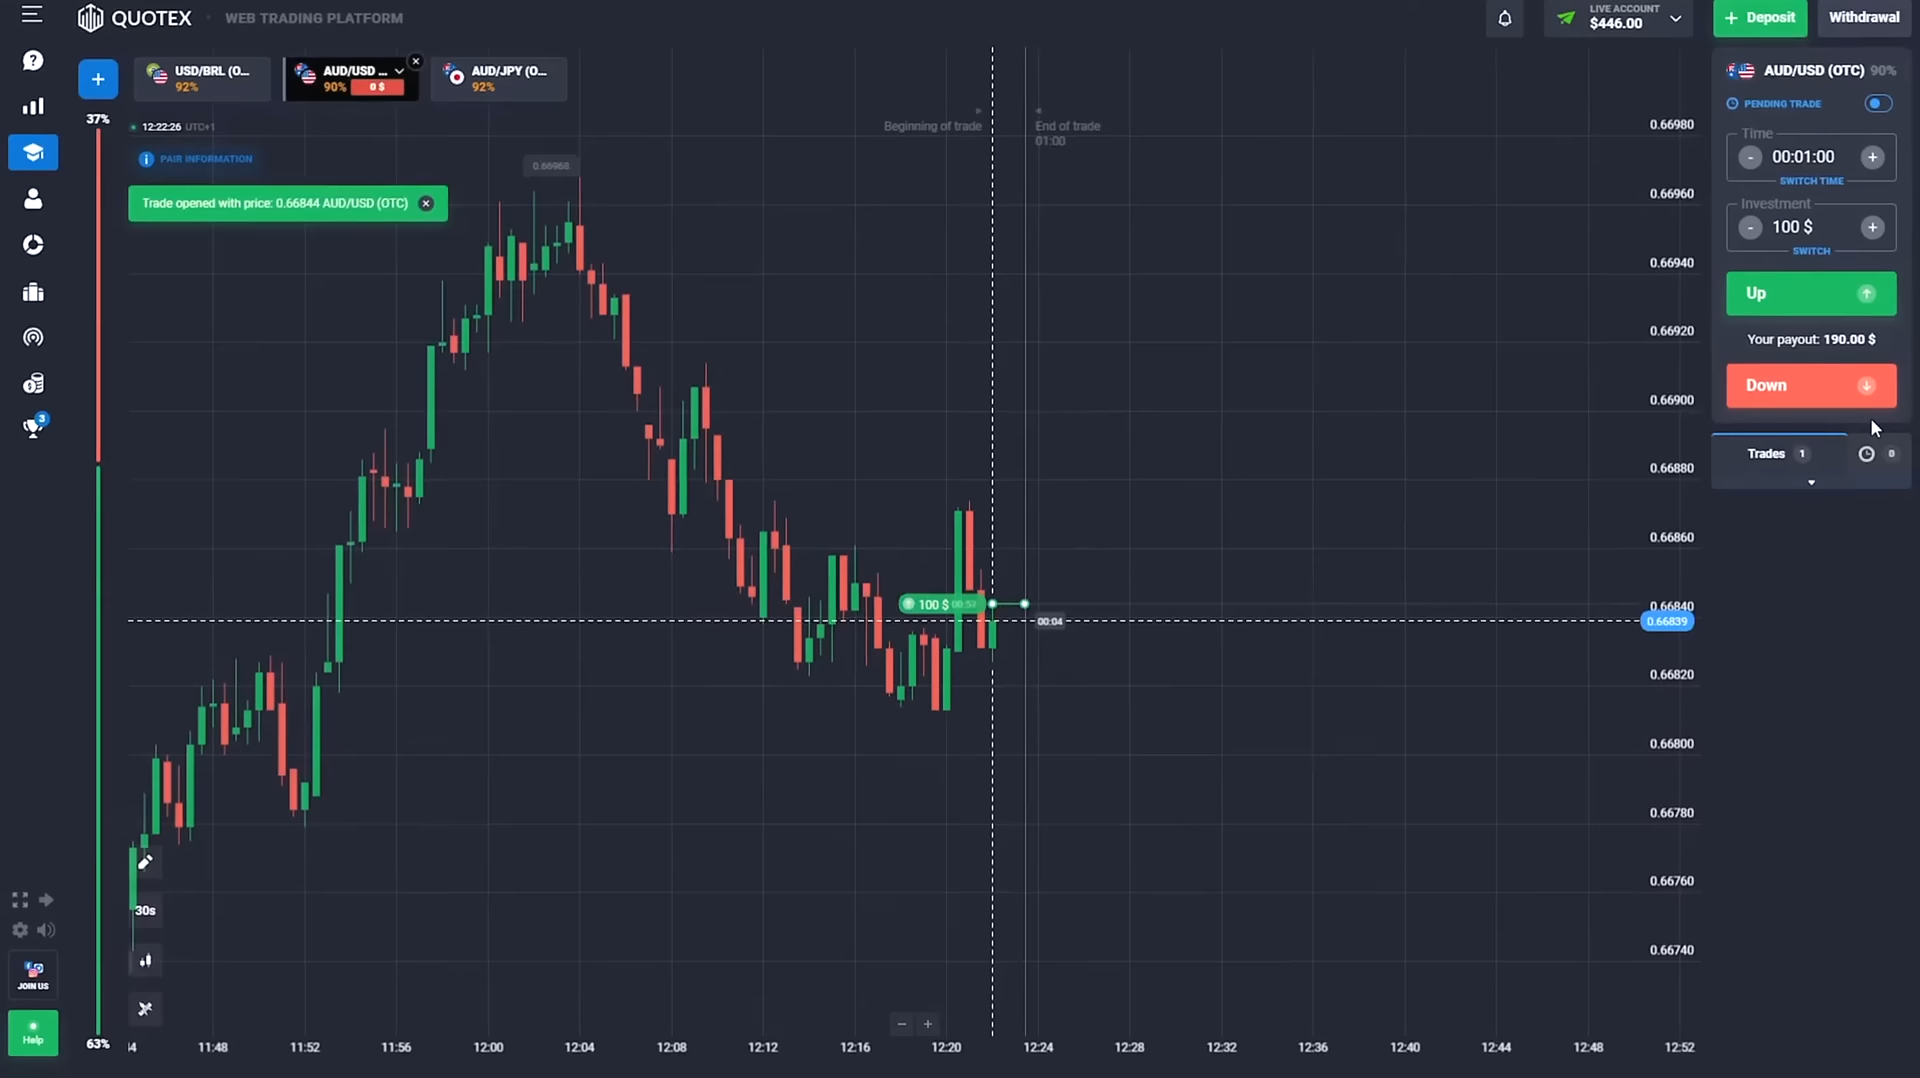 QUOTEX
WEB TRADING PLATFORM
LIVE ACCOUNT
$446.00
+ Deposit
Withdrawal
USD/BRL (O...
92%
AUD/USD ...
90%
0 $
AUD/JPY (O...
92%
AUD/USD (OTC) 90%
PENDING TRADE
Time
- 00:01:00 +
SWITCH TIME
Investment
- 100 $ +
SWITCH
Up
Your payout: 190.00 $
Down
Trades 1
0
37%
12:22:26 UTC+1
PAIR INFORMATION
Trade opened with price: 0.66844 AUD/USD (OTC)
0.66968
Beginning of trade
End of trade
01:00
0.66980
0.66960
0.66940
0.66920
0.66900
0.66880
0.66860
0.66840
0.66839
0.66820
0.66800
0.66780
0.66760
0.66740
100 $
00:04
3
30s
JOIN US
Help
63%
11:48
11:52
11:56
12:00
12:04
12:08
12:12
12:16
12:20
12:24
12:28
12:32
12:36
12:40
12:44
12:48
12:52